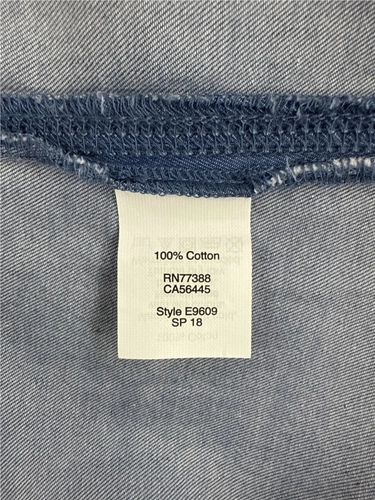 100% Cotton
RN77388
CA56445
Style E9609
SP 18